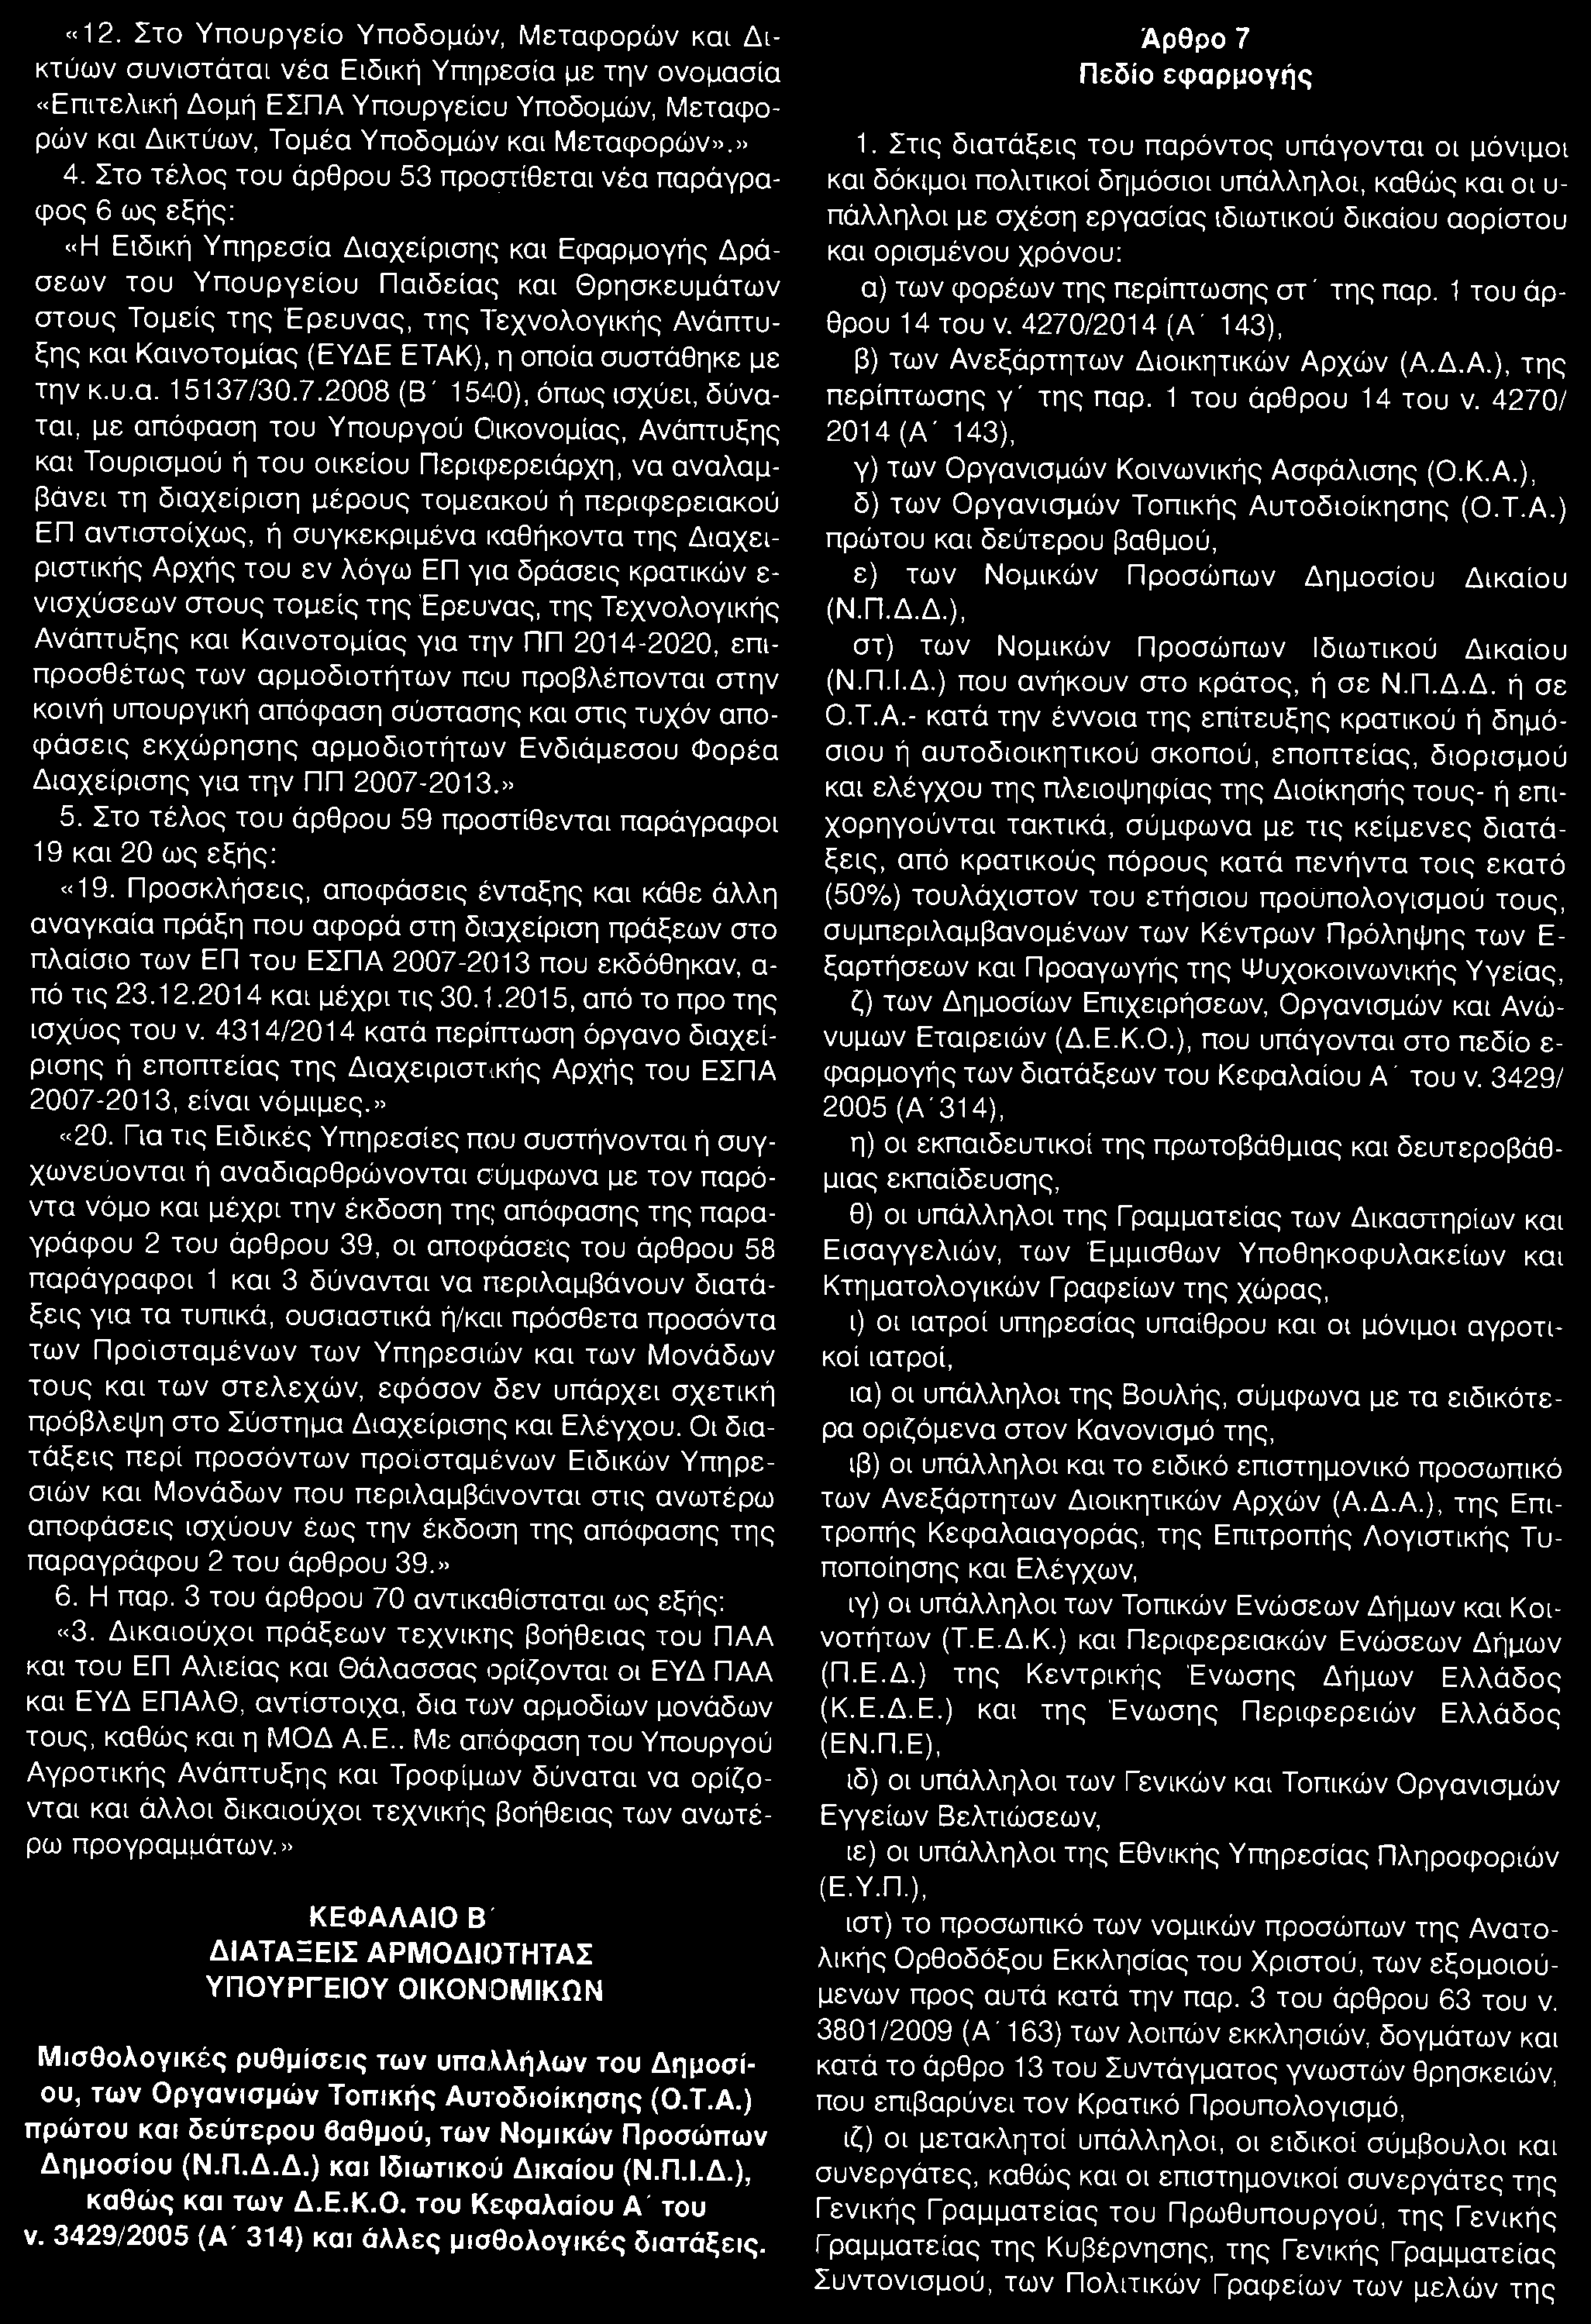 «12. Στο Υπουργείο Υποδομών, Μεταφορών και Δι-
κτύων συνιστάται νέα Ειδική Υπηρεσία με την ονομασία
«Επιτελική Δομή ΕΣΠΑ Υπουργείου Υποδομών, Μεταφο-
ρών και Δικτύων, Τομέα Υποδομών και Μεταφορών».»
4. Στο τέλος του άρθρου 53 προστίθεται νέα παράγρα-
φος 6 ως εξής:
«Η Ειδική Υπηρεσία Διαχείρισης και Εφαρμογής Δρά-
σεων του Υπουργείου Παιδείας και Θρησκευμάτων
στους Τομείς της Έρευνας, της Τεχνολογικής Ανάπτυ-
ξης και Καινοτομίας (ΕΥΔΕ ΕΤΑΚ), η οποία συστάθηκε με
την κ.υ.α. 15137/30.7.2008 (Β΄ 1540), όπως ισχύει, δύνα-
ται, με απόφαση του Υπουργού Οικονομίας, Ανάπτυξης
και Τουρισμού ή του οικείου Περιφερειάρχη, να αναλαμ-
βάνει τη διαχείριση μέρους τομεακού ή περιφερειακού
ΕΠ αντιστοίχως, ή συγκεκριμένα καθήκοντα της Διαχει-
ριστικής Αρχής του εν λόγω ΕΠ για δράσεις κρατικών ε-
νισχύσεων στους τομείς της Έρευνας, της Τεχνολογικής
Ανάπτυξης και Καινοτομίας για την ΠΠ 2014-2020, επι-
προσθέτως των αρμοδιοτήτων που προβλέπονται στην
κοινή υπουργική απόφαση σύστασης και στις τυχόν απο-
φάσεις εκχώρησης αρμοδιοτήτων Ενδιάμεσου Φορέα
Διαχείρισης για την ΠΠ 2007-2013.»
5. Στο τέλος του άρθρου 59 προστίθενται παράγραφοι
19 και 20 ως εξής:
«19. Προσκλήσεις, αποφάσεις ένταξης και κάθε άλλη
αναγκαία πράξη που αφορά στη διαχείριση πράξεων στο
πλαίσιο των ΕΠ του ΕΣΠΑ 2007-2013 που εκδόθηκαν, α-
πό τις 23.12.2014 και μέχρι τις 30.1.2015, από το προ της
ισχύος του ν. 4314/2014 κατά περίπτωση όργανο διαχεί-
ρισης ή εποπτείας της Διαχειριστικής Αρχής του ΕΣΠΑ
2007-2013, είναι νόμιμες.»
«20. Για τις Ειδικές Υπηρεσίες που συστήνονται ή συγ-
χωνεύονται ή αναδιαρθρώνονται σύμφωνα με τον παρό-
ντα νόμο και μέχρι την έκδοση της απόφασης της παρα-
γράφου 2 του άρθρου 39, οι αποφάσεις του άρθρου 58
παράγραφοι 1 και 3 δύνανται να περιλαμβάνουν διατά-
ξεις για τα τυπικά, ουσιαστικά ή/και πρόσθετα προσόντα
των Προϊσταμένων των Υπηρεσιών και των Μονάδων
τους και των στελεχών, εφόσον δεν υπάρχει σχετική
πρόβλεψη στο Σύστημα Διαχείρισης και Ελέγχου. Οι δια-
τάξεις περί προσόντων προϊσταμένων Ειδικών Υπηρε-
σιών και Μονάδων που περιλαμβάνονται στις ανωτέρω
αποφάσεις ισχύουν έως την έκδοση της απόφασης της
παραγράφου 2 του άρθρου 39.»
6. Η παρ. 3 του άρθρου 70 αντικαθίσταται ως εξής:
«3. Δικαιούχοι πράξεων τεχνικης βοήθειας του ΠΑΑ
και του ΕΠ Αλιείας και Θάλασσας ορίζονται οι ΕΥΔ ΠΑΑ
και ΕΥΔ ΕΠΑλΘ, αντίστοιχα, δια των αρμοδίων μονάδων
τους, καθώς και η ΜΟΔ Α.Ε.. Με απόφαση του Υπουργού
Αγροτικής Ανάπτυξης και Τροφίμων δύναται να ορίζο-
νται και άλλοι δικαιούχοι τεχνικής βοήθειας των ανωτέ-
ρω προγραμμάτων.»
ΚΕΦΑΛΑΙΟ Β΄
ΔΙΑΤΑΞΕΙΣ ΑΡΜΟΔΙΟΤΗΤΑΣ
ΥΠΟΥΡΓΕΙΟΥ ΟΙΚΟΝΟΜΙΚΩΝ
Μισθολογικές ρυθμίσεις των υπαλλήλων του Δημοσί-
ου, των Οργανισμών Τοπικής Αυτοδιοίκησης (Ο.Τ.Α.)
πρώτου και δεύτερου βαθμού, των Νομικών Προσώπων
Δημοσίου (Ν.Π.Δ.Δ.) και Ιδιωτικού Δικαίου (Ν.Π.Ι.Δ.),
καθώς και των Δ.Ε.Κ.Ο. του Κεφαλαίου Α΄ του
ν. 3429/2005 (Α΄ 314) και άλλες μισθολογικές διατάξεις.
Άρθρο 7
Πεδίο εφαρμογής
1. Στις διατάξεις του παρόντος υπάγονται οι μόνιμοι
και δόκιμοι πολιτικοί δημόσιοι υπάλληλοι, καθώς και οι υ-
πάλληλοι με σχέση εργασίας ιδιωτικού δικαίου αορίστου
και ορισμένου χρόνου:
α) των φορέων της περίπτωσης στ΄ της παρ. 1 του άρ-
θρου 14 του ν. 4270/2014 (Α΄ 143),
β) των Ανεξάρτητων Διοικητικών Αρχών (Α.Δ.Α.), της
περίπτωσης γ΄ της παρ. 1 του άρθρου 14 του ν. 4270/
2014 (Α΄ 143),
γ) των Οργανισμών Κοινωνικής Ασφάλισης (Ο.Κ.Α.),
δ) των Οργανισμών Τοπικής Αυτοδιοίκησης (Ο.Τ.Α.)
πρώτου και δεύτερου βαθμού,
ε) των Νομικών Προσώπων Δημοσίου Δικαίου
(Ν.Π.Δ.Δ.),
στ) των Νομικών Προσώπων Ιδιωτικού Δικαίου
(Ν.Π.Ι.Δ.) που ανήκουν στο κράτος, ή σε Ν.Π.Δ.Δ. ή σε
Ο.Τ.Α.- κατά την έννοια της επίτευξης κρατικού ή δημό-
σιου ή αυτοδιοικητικού σκοπού, εποπτείας, διορισμού
και ελέγχου της πλειοψηφίας της Διοίκησής τους- ή επι-
χορηγούνται τακτικά, σύμφωνα με τις κείμενες διατά-
ξεις, από κρατικούς πόρους κατά πενήντα τοις εκατό
(50%) τουλάχιστον του ετήσιου προϋπολογισμού τους,
συμπεριλαμβανομένων των Κέντρων Πρόληψης των Ε-
ξαρτήσεων και Προαγωγής της Ψυχοκοινωνικής Υγείας,
ζ) των Δημοσίων Επιχειρήσεων, Οργανισμών και Ανώ-
νυμων Εταιρειών (Δ.Ε.Κ.Ο.), που υπάγονται στο πεδίο ε-
φαρμογής των διατάξεων του Κεφαλαίου Α΄ του ν. 3429/
2005 (Α΄314),
η) οι εκπαιδευτικοί της πρωτοβάθμιας και δευτεροβάθ-
μιας εκπαίδευσης,
θ) οι υπάλληλοι της Γραμματείας των Δικαστηρίων και
Εισαγγελιών, των Έμμισθων Υποθηκοφυλακείων και
Κτηματολογικών Γραφείων της χώρας,
ι) οι ιατροί υπηρεσίας υπαίθρου και οι μόνιμοι αγροτι-
κοί ιατροί,
ια) οι υπάλληλοι της Βουλής, σύμφωνα με τα ειδικότε-
ρα οριζόμενα στον Κανονισμό της,
ιβ) οι υπάλληλοι και το ειδικό επιστημονικό προσωπικό
των Ανεξάρτητων Διοικητικών Αρχών (Α.Δ.Α.), της Επι-
τροπής Κεφαλαιαγοράς, της Επιτροπής Λογιστικής Τυ-
ποποίησης και Ελέγχων,
ιγ) οι υπάλληλοι των Τοπικών Ενώσεων Δήμων και Κοι-
νοτήτων (Τ.Ε.Δ.Κ.) και Περιφερειακών Ενώσεων Δήμων
(Π.Ε.Δ.) της Κεντρικής Ένωσης Δήμων Ελλάδος
(Κ.Ε.Δ.Ε.) και της Ένωσης Περιφερειών Ελλάδος
(ΕΝ.Π.Ε),
ιδ) οι υπάλληλοι των Γενικών και Τοπικών Οργανισμών
Εγγείων Βελτιώσεων,
ιε) οι υπάλληλοι της Εθνικής Υπηρεσίας Πληροφοριών
(Ε.Υ.Π.),
ιστ) το προσωπικό των νομικών προσώπων της Ανατο-
λικής Ορθοδόξου Εκκλησίας του Χριστού, των εξομοιού-
μενων προς αυτά κατά την παρ. 3 του άρθρου 63 του ν.
3801/2009 (Α΄163) των λοιπών εκκλησιών, δογμάτων και
κατά το άρθρο 13 του Συντάγματος γνωστών θρησκειών,
που επιβαρύνει τον Κρατικό Προυπολογισμό,
ιζ) οι μετακλητοί υπάλληλοι, οι ειδικοί σύμβουλοι και
συνεργάτες, καθώς και οι επιστημονικοί συνεργάτες της
Γενικής Γραμματείας του Πρωθυπουργού, της Γενικής
Γραμματείας της Κυβέρνησης, της Γενικής Γραμματείας
Συντονισμού, των Πολιτικών Γραφείων των μελών της